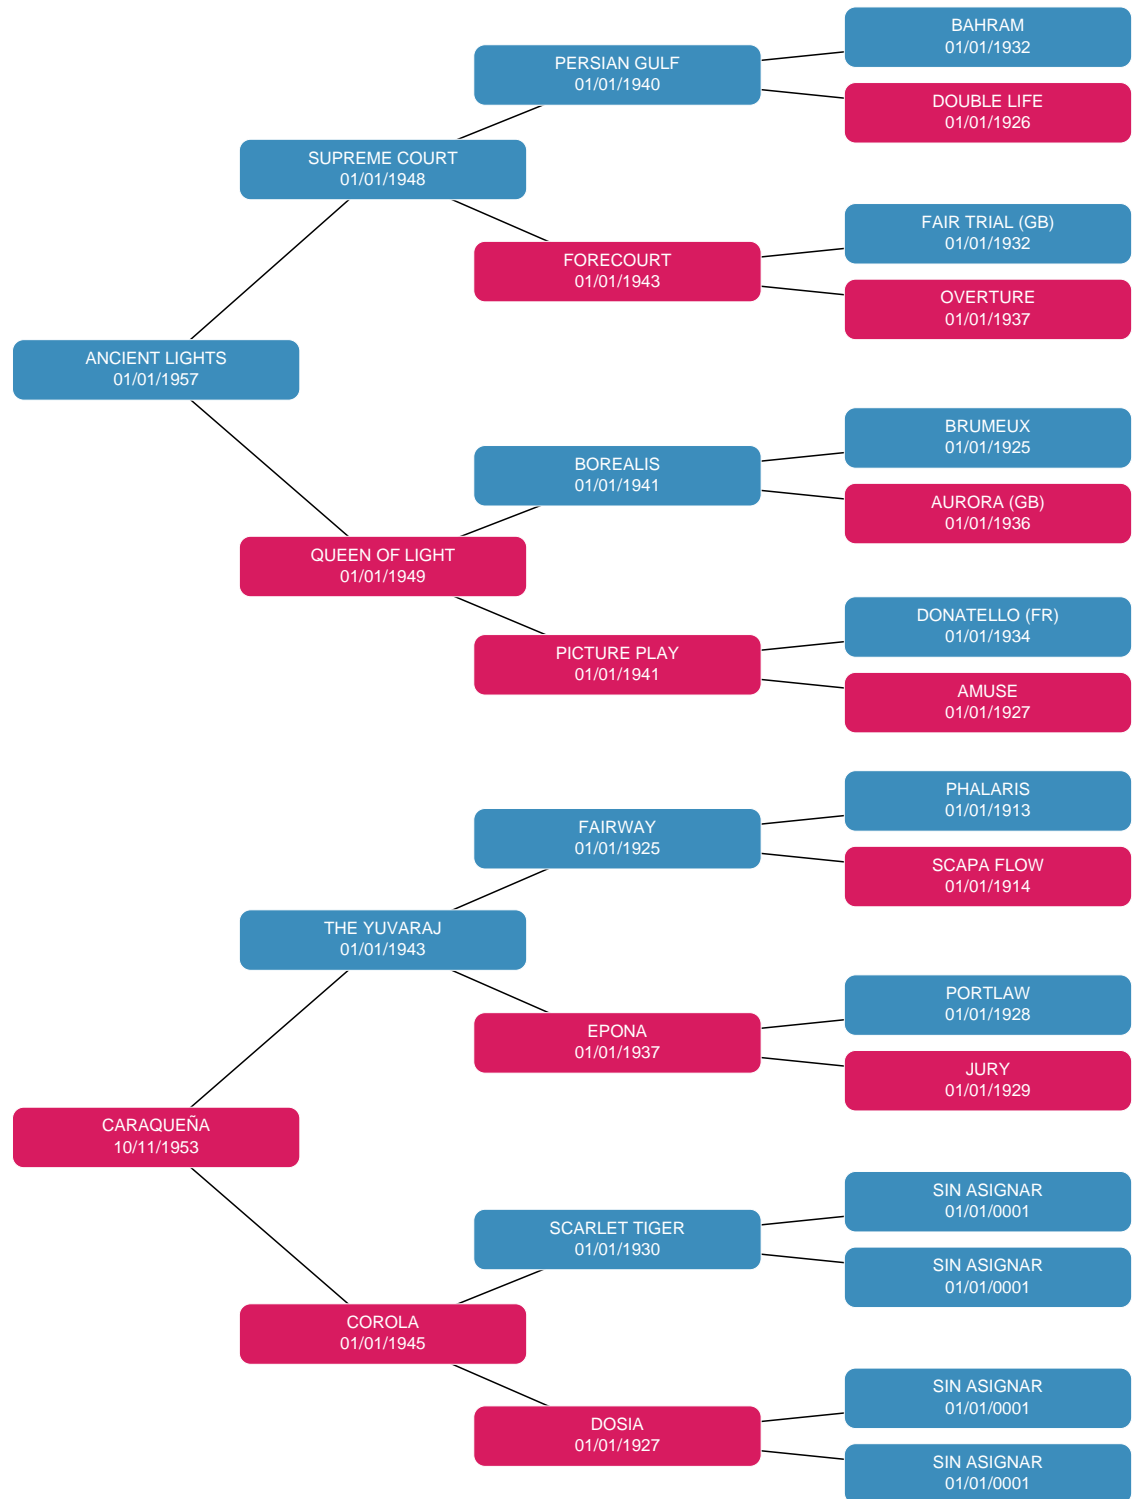 BAHRAM
01/01/1932
PERSIAN GULF
01/01/1940
DOUBLE LIFE
01/01/1926
SUPREME COURT
01/01/1948
FAIR TRIAL (GB)
01/01/1932
FORECOURT
01/01/1943
OVERTURE
01/01/1937
ANCIENT LIGHTS
01/01/1957
BRUMEUX
01/01/1925
BOREALIS
01/01/1941
AURORA (GB)
01/01/1936
QUEEN OF LIGHT
01/01/1949
DONATELLO (FR)
01/01/1934
PICTURE PLAY
01/01/1941
AMUSE
01/01/1927
PHALARIS
01/01/1913
FAIRWAY
01/01/1925
SCAPA FLOW
01/01/1914
THE YUVARAJ
01/01/1943
PORTLAW
01/01/1928
EPONA
01/01/1937
JURY
01/01/1929
CARAQUEÑA
10/11/1953
SIN ASIGNAR
01/01/0001
SCARLET TIGER
01/01/1930
SIN ASIGNAR
01/01/0001
COROLA
01/01/1945
SIN ASIGNAR
01/01/0001
DOSIA
01/01/1927
SIN ASIGNAR
01/01/0001